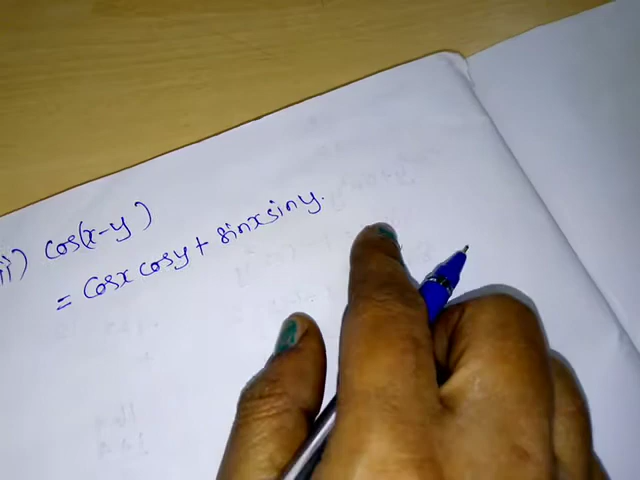 ii) cos(x-y)
= cosx cosy + sinx siny.